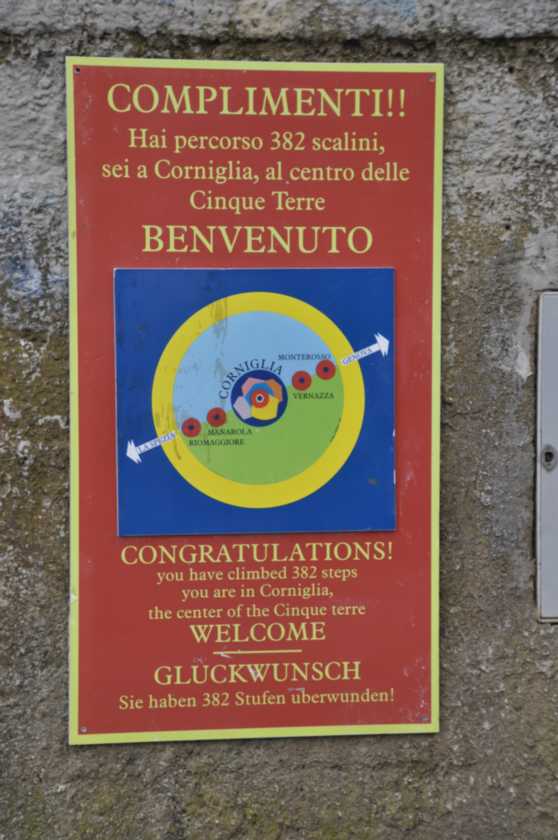 COMPLIMENTI!!
Hai percorso 382 scalini,
sei a Corniglia, al centro delle
Cinque Terre
BENVENUTO
GENOVA
MONTEROSSO
VERNAZZA
CORNIGLIA
MANAROLA
RIOMAGGIORE
LA SPEZIA
CONGRATULATIONS!
you have climbed 382 steps
you are in Corniglia,
the center of the Cinque terre
WELCOME
GLÜCKWUNSCH
Sie haben 382 Stufen uberwunden!